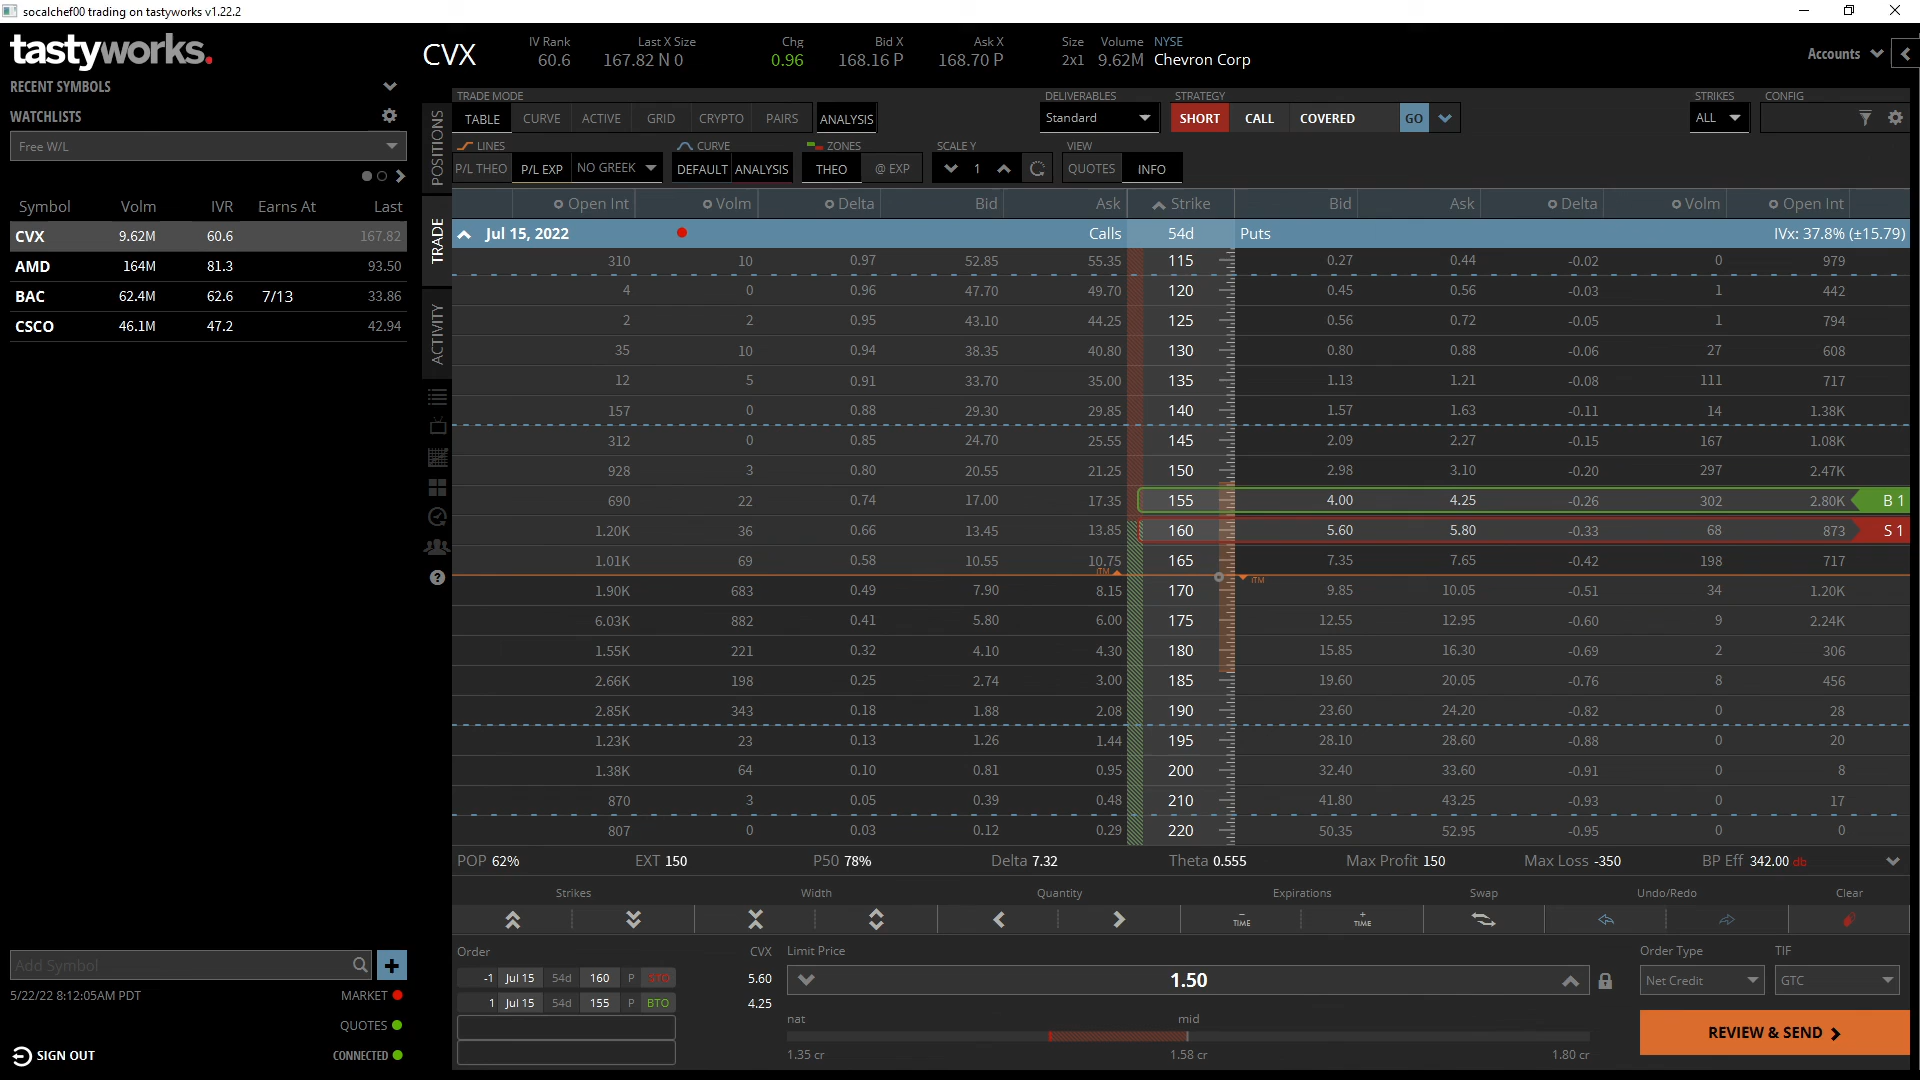 socalchef00 trading on tastyworks v1.22.2
tastyworks.
RECENT SYMBOLS
WATCHLISTS
Free W/L
Symbol Volm IVR Earns At Last
CVX 9.62M 60.6 167.82
AMD 164M 81.3 93.50
BAC 62.4M 62.6 7/13 33.86
CSCO 46.1M 47.2 42.94
Add Symbol
5/22/22 8:12:05AM PDT MARKET
QUOTES
SIGN OUT CONNECTED
POSITIONS
TRADE
ACTIVITY
IV Rank Last X Size Chg Bid X Ask X Size Volume NYSE
CVX 60.6 167.82 N 0 0.96 168.16 P 168.70 P 2x1 9.62M Chevron Corp
Accounts
TRADE MODE DELIVERABLES STRATEGY STRIKES CONFIG
TABLE CURVE ACTIVE GRID CRYPTO PAIRS ANALYSIS Standard SHORT CALL COVERED GO ALL
LINES CURVE ZONES SCALE Y VIEW
P/L THEO P/L EXP NO GREEK DEFAULT ANALYSIS THEO @ EXP 1 QUOTES INFO
Open Int Volm Delta Bid Ask Strike Bid Ask Delta Volm Open Int
Jul 15, 2022 Calls 54d Puts IVx: 37.8% (±15.79)
310 10 0.97 52.85 55.35 115 0.27 0.44 -0.02 0 979
4 0 0.96 47.70 49.70 120 0.45 0.56 -0.03 1 442
2 2 0.95 43.10 44.25 125 0.56 0.72 -0.05 1 794
35 10 0.94 38.35 40.80 130 0.80 0.88 -0.06 27 608
12 5 0.91 33.70 35.00 135 1.13 1.21 -0.08 111 717
157 0 0.88 29.30 29.85 140 1.57 1.63 -0.11 14 1.38K
312 0 0.85 24.70 25.55 145 2.09 2.27 -0.15 167 1.08K
928 3 0.80 20.55 21.25 150 2.98 3.10 -0.20 297 2.47K
690 22 0.74 17.00 17.35 155 4.00 4.25 -0.26 302 2.80K B 1
1.20K 36 0.66 13.45 13.85 160 5.60 5.80 -0.33 68 873 S 1
1.01K 69 0.58 10.55 10.75 165 7.35 7.65 -0.42 198 717
ITM ITM
1.90K 683 0.49 7.90 8.15 170 9.85 10.05 -0.51 34 1.20K
6.03K 882 0.41 5.80 6.00 175 12.55 12.95 -0.60 9 2.24K
1.55K 221 0.32 4.10 4.30 180 15.85 16.30 -0.69 2 306
2.66K 198 0.25 2.74 3.00 185 19.60 20.05 -0.76 8 456
2.85K 343 0.18 1.88 2.08 190 23.60 24.20 -0.82 0 28
1.23K 23 0.13 1.26 1.44 195 28.10 28.60 -0.88 0 20
1.38K 64 0.10 0.81 0.95 200 32.40 33.60 -0.91 0 8
870 3 0.05 0.39 0.48 210 41.80 43.25 -0.93 0 17
807 0 0.03 0.12 0.29 220 50.35 52.95 -0.95 0 0
POP 62% EXT 150 P50 78% Delta 7.32 Theta 0.555 Max Profit 150 Max Loss -350 BP Eff 342.00 db
Strikes Width Quantity Expirations Swap Undo/Redo Clear
TIME TIME
Order CVX Limit Price Order Type TIF
-1 Jul 15 54d 160 P STO 5.60 1.50 Net Credit GTC
1 Jul 15 54d 155 P BTO 4.25
nat mid
REVIEW & SEND
1.35 cr 1.58 cr 1.80 cr